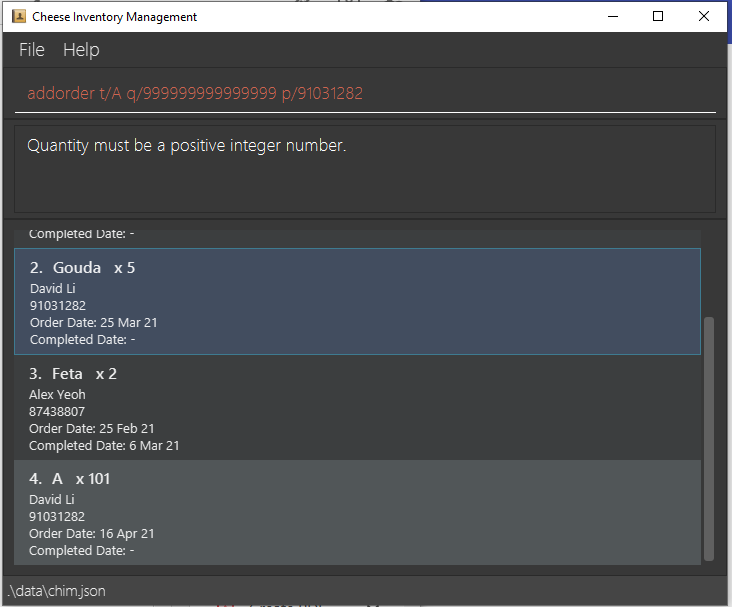 Cheese Inventory Management
File Help
addorder t/A q/999999999999999 p/91031282
Quantity must be a positive integer number.
Completed Date: -
2. Gouda x 5
David Li
91031282
Order Date: 25 Mar 21
Completed Date: -
3. Feta x 2
Alex Yeoh
87438807
Order Date: 25 Feb 21
Completed Date: 6 Mar 21
4. A x 101
David Li
91031282
Order Date: 16 Apr 21
Completed Date: -
.\data\chim.json